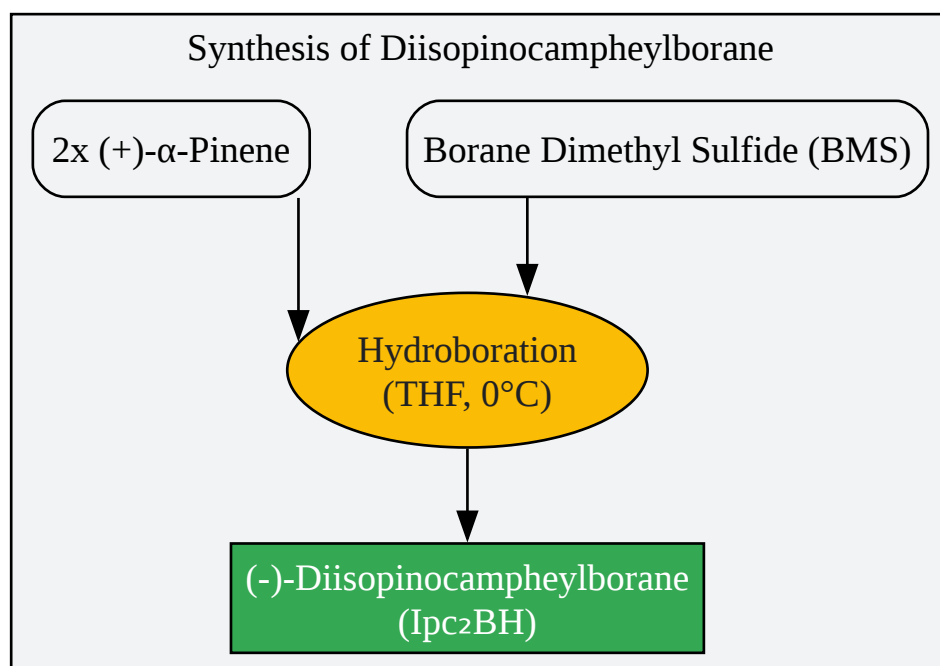 Synthesis of Diisopinocampheylborane
2x (+)-α-Pinene
Borane Dimethyl Sulfide (BMS)
Hydroboration
(THF, 0°C)
(-)-Diisopinocampheylborane
(Ipc₂BH)